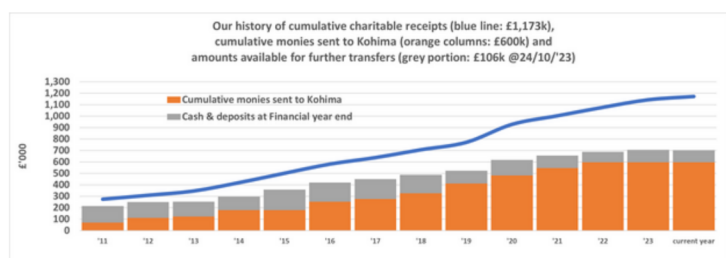 Our history of cumulative charitable receipts (blue line: £1,173k),
cumulative monies sent to Kohima (orange columns: £600k) and
amounts available for further transfers (grey portion: £106k @24/10/'23)
1,300
1,200
1,100
1,000
900
800
700
600
500
400
300
200
100
0
£'000
Cumulative monies sent to Kohima
Cash & deposits at Financial year end
'11 '12 '13 '14 '15 '16 '17 '18 '19 '20 '21 '22 '23 current year